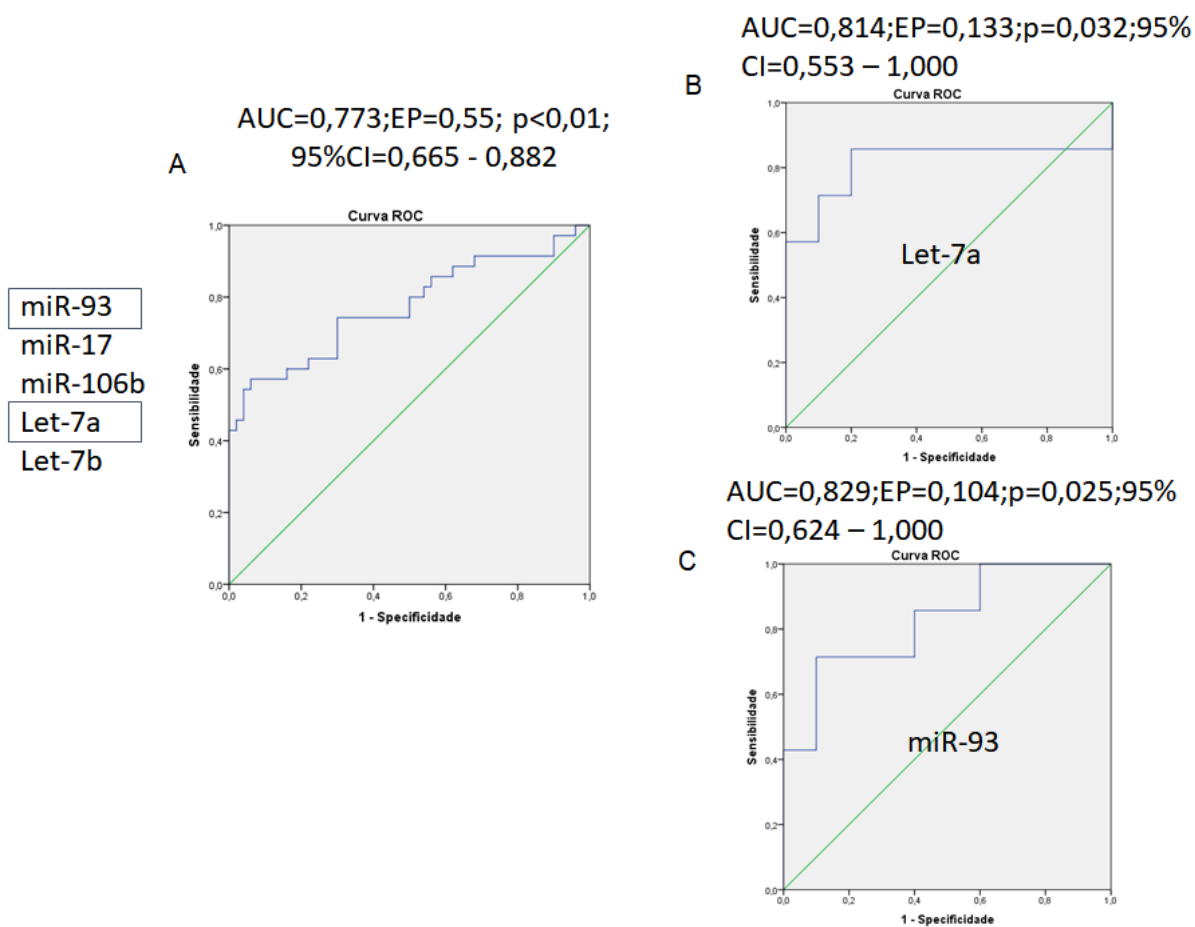 A
AUC=0,773;EP=0,55; p<0,01;
95%CI=0,665 - 0,882
miR-93
miR-17
miR-106b
Let-7a
Let-7b
Curva ROC
Sensibilidade
1,0
0,8
0,6
0,4
0,2
0,0
0,0 0,2 0,4 0,6 0,8 1,0
1 - Specificidade
B
AUC=0,814;EP=0,133;p=0,032;95%
CI=0,553 – 1,000
Curva ROC
Sensibilidade
1,0
0,8
0,6
0,4
0,2
0,0
Let-7a
0,0 0,2 0,4 0,6 0,8 1,0
1 - Specificidade
C
AUC=0,829;EP=0,104;p=0,025;95%
CI=0,624 – 1,000
Curva ROC
Sensibilidade
1,0
0,8
0,6
0,4
0,2
0,0
miR-93
0,0 0,2 0,4 0,6 0,8 1,0
1 - Specificidade